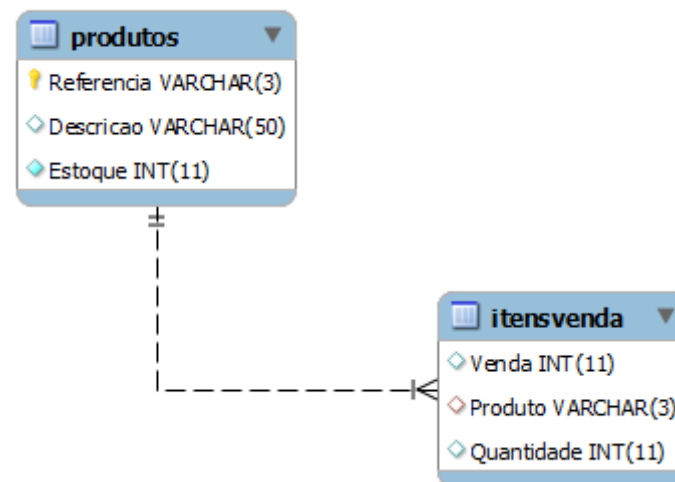 produtos
Referencia VARCHAR(3)
Descricao VARCHAR(50)
Estoque INT(11)
itensvenda
Venda INT(11)
Produto VARCHAR(3)
Quantidade INT(11)